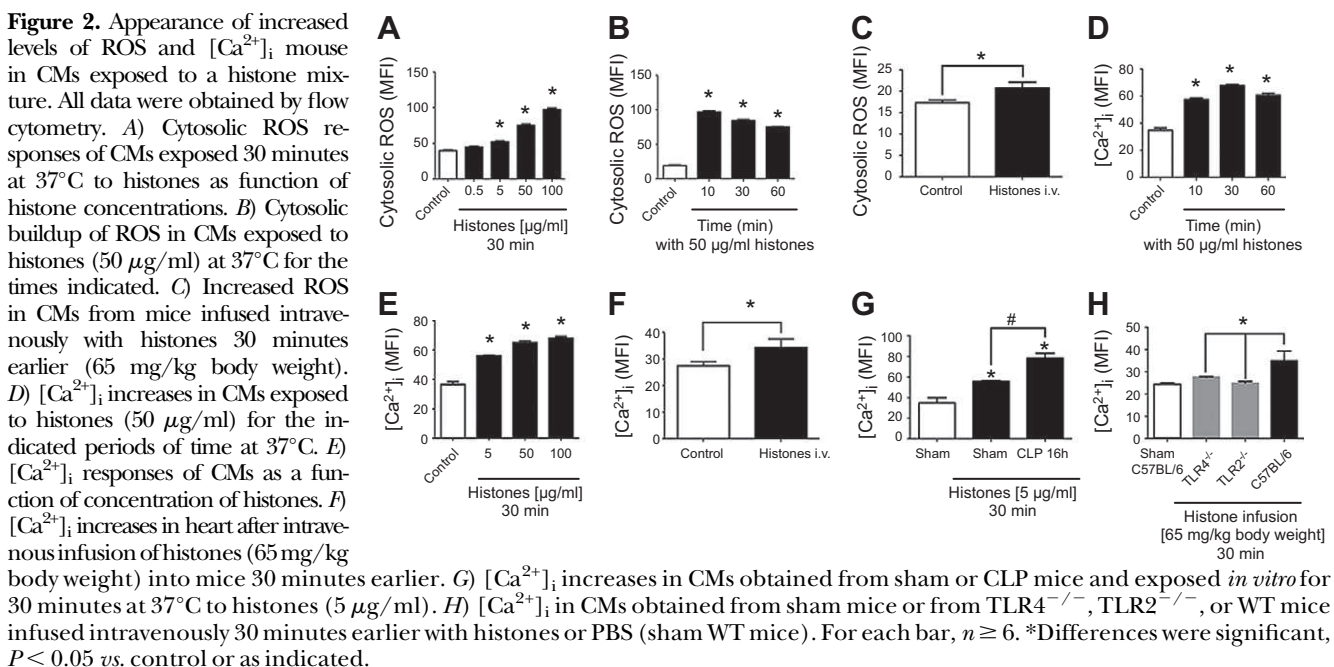 Figure 2. Appearance of increased
levels of ROS and [Ca²⁺]ᵢ mouse
in CMs exposed to a histone mix-
ture. All data were obtained by flow
cytometry. A) Cytosolic ROS re-
sponses of CMs exposed 30 minutes
at 37°C to histones as function of
histone concentrations. B) Cytosolic
buildup of ROS in CMs exposed to
histones (50 μg/ml) at 37°C for the
times indicated. C) Increased ROS
in CMs from mice infused intrave-
nously with histones 30 minutes
earlier (65 mg/kg body weight).
D) [Ca²⁺]ᵢ increases in CMs exposed
to histones (50 μg/ml) for the in-
dicated periods of time at 37°C. E)
[Ca²⁺]ᵢ responses of CMs as a func-
tion of concentration of histones. F)
[Ca²⁺]ᵢ increases in heart after intrave-
nous infusion of histones (65 mg/kg
body weight) into mice 30 minutes earlier. G) [Ca²⁺]ᵢ increases in CMs obtained from sham or CLP mice and exposed in vitro for
30 minutes at 37°C to histones (5 μg/ml). H) [Ca²⁺]ᵢ in CMs obtained from sham mice or from TLR4⁻/⁻, TLR2⁻/⁻, or WT mice
infused intravenously 30 minutes earlier with histones or PBS (sham WT mice). For each bar, n ≥ 6. *Differences were significant,
P < 0.05 vs. control or as indicated.
A
Cytosolic ROS (MFI)
150
100
50
0
* * *
Control 0.5 5 50 100
Histones [µg/ml]
30 min
B
Cytosolic ROS (MFI)
150
100
50
0
* * *
Control 10 30 60
Time (min)
with 50 µg/ml histones
C
Cytosolic ROS (MFI)
25
20
15
10
5
0
*
Control Histones i.v.
D
[Ca²⁺]ᵢ (MFI)
80
60
40
20
0
* * *
Control 10 30 60
Time (min)
with 50 µg/ml histones
E
[Ca²⁺]ᵢ (MFI)
80
60
40
20
0
* * *
Control 5 50 100
Histones [µg/ml]
30 min
F
[Ca²⁺]ᵢ (MFI)
40
30
20
10
0
*
Control Histones i.v.
G
[Ca²⁺]ᵢ (MFI)
100
80
60
40
20
0
#
* *
Sham Sham CLP 16h
Histones [5 µg/ml]
30 min
H
[Ca²⁺]ᵢ (MFI)
50
40
30
20
10
0
*
Sham
C57BL/6 TLR4⁻/⁻ TLR2⁻/⁻ C57BL/6
Histone infusion
[65 mg/kg body weight]
30 min